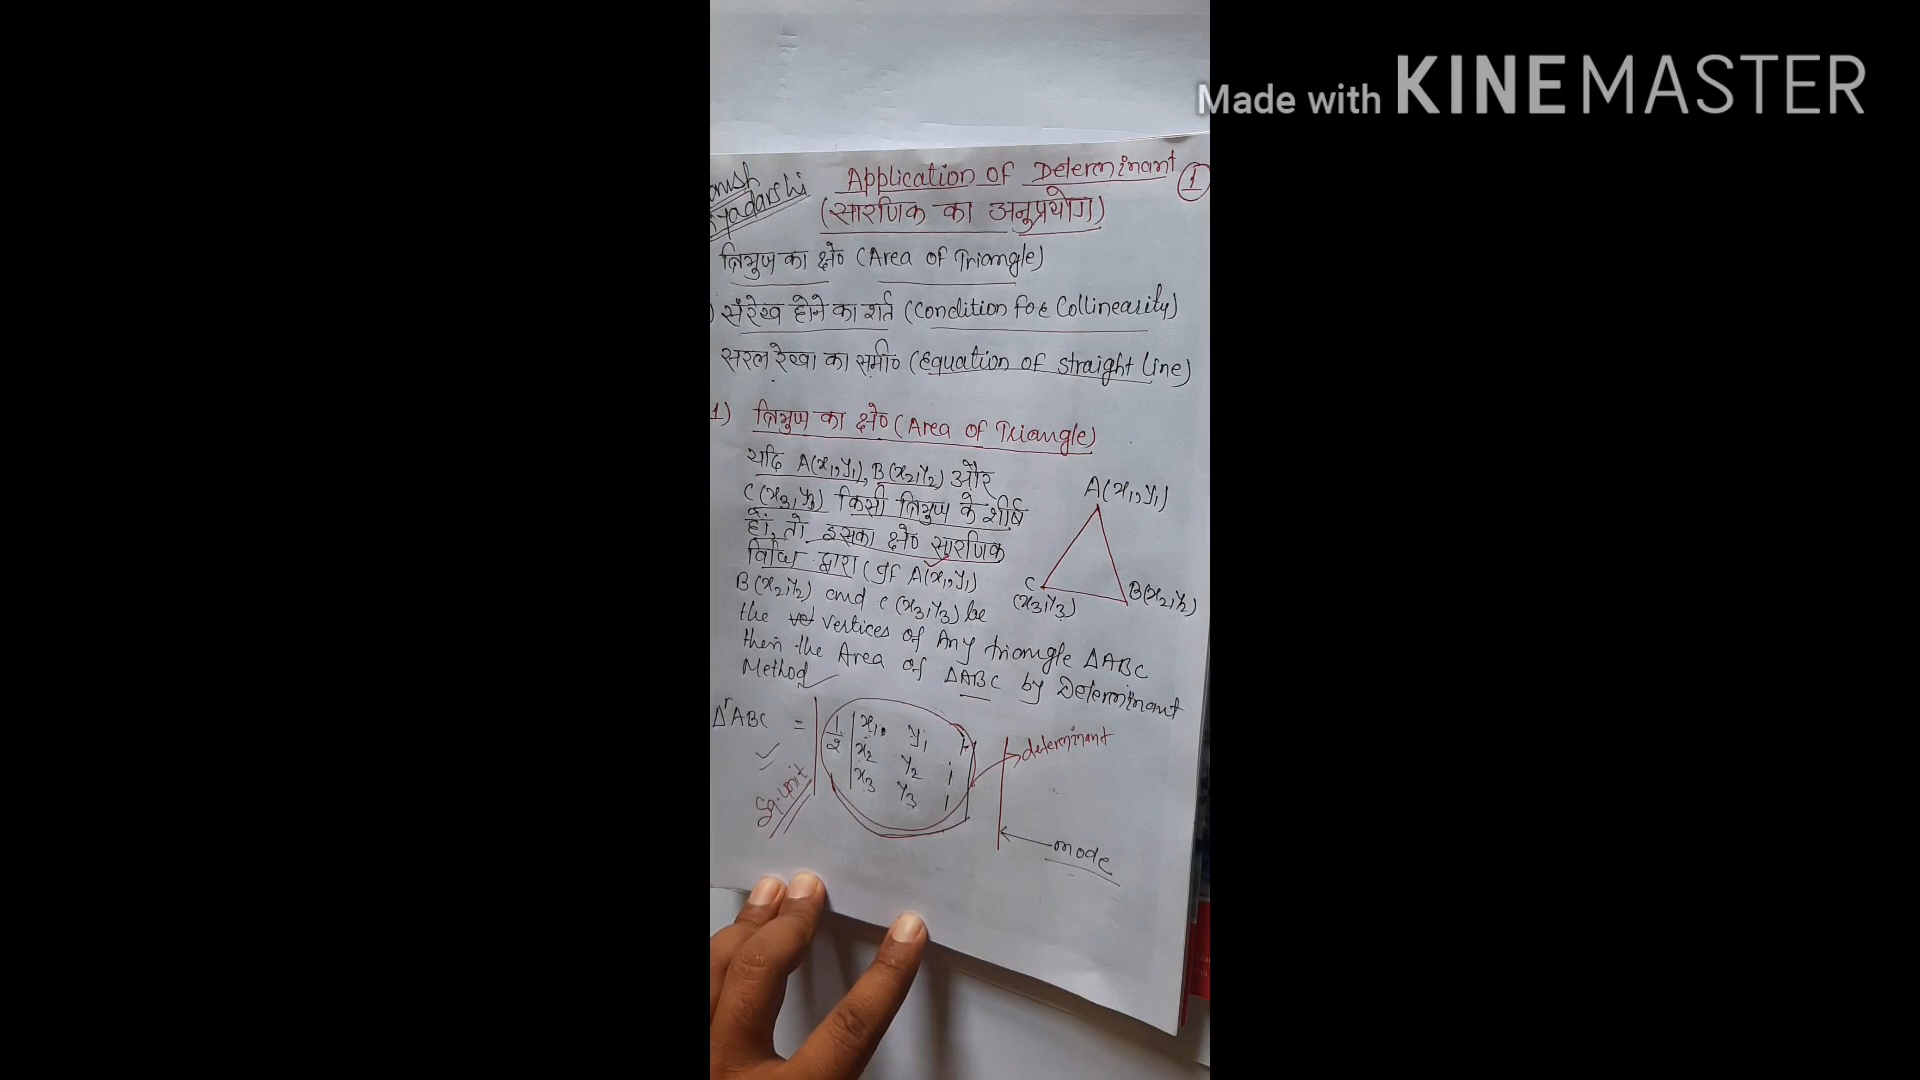 Made with KINEMASTER
Application of Determinant 1
(सारणिक का अनुप्रयोग)
त्रिभुज का क्षे० (Area of Triangle)
संरेख होने का शर्त (Condition for Collinearity)
सरल रेखा का समी० (Equation of straight line)
1) त्रिभुज का क्षे० (Area of Triangle)
यदि A(x₁,y₁), B(x₂,y₂) और
C(x₃,y₃) किसी त्रिभुज के शीर्ष
हों, तो इसका क्षे० सारणिक
विधि द्वारा (If A(x₁,y₁)
B(x₂,y₂) and C(x₃,y₃) be
the vertices of Any triangle ΔABC
then the Area of ΔABC by Determinant
Method
A(x₁,y₁)
C
(x₃,y₃)
B(x₂,y₂)
ΔʳABC = | 1/2 | x₁ y₁ 1
x₂ y₂ 1
x₃ y₃ 1 | |
determinant
Sq. unit
mode